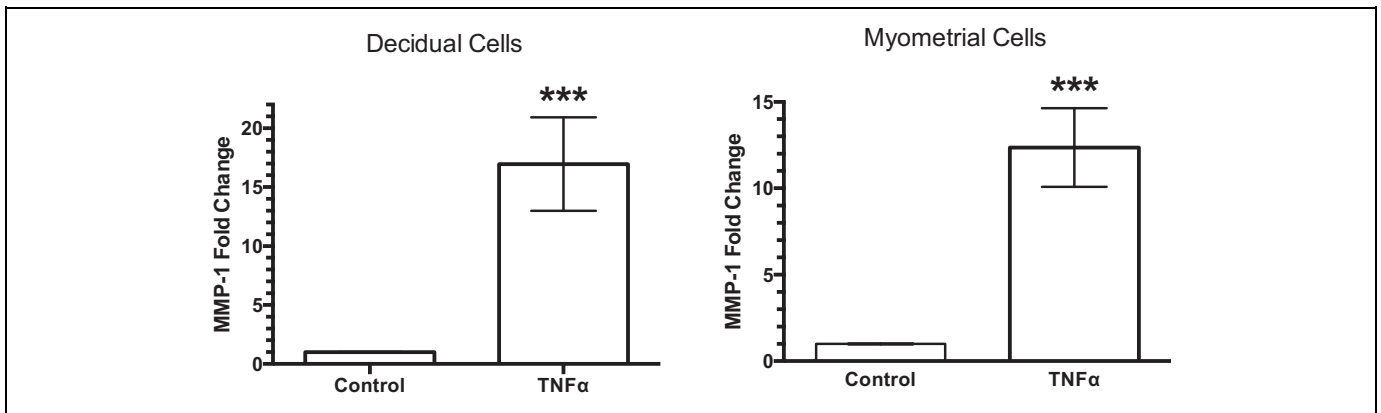 Decidual Cells
MMP-1 Fold Change
20
15
10
5
0
***
Control
TNFα
Myometrial Cells
MMP-1 Fold Change
15
10
5
0
***
Control
TNFα